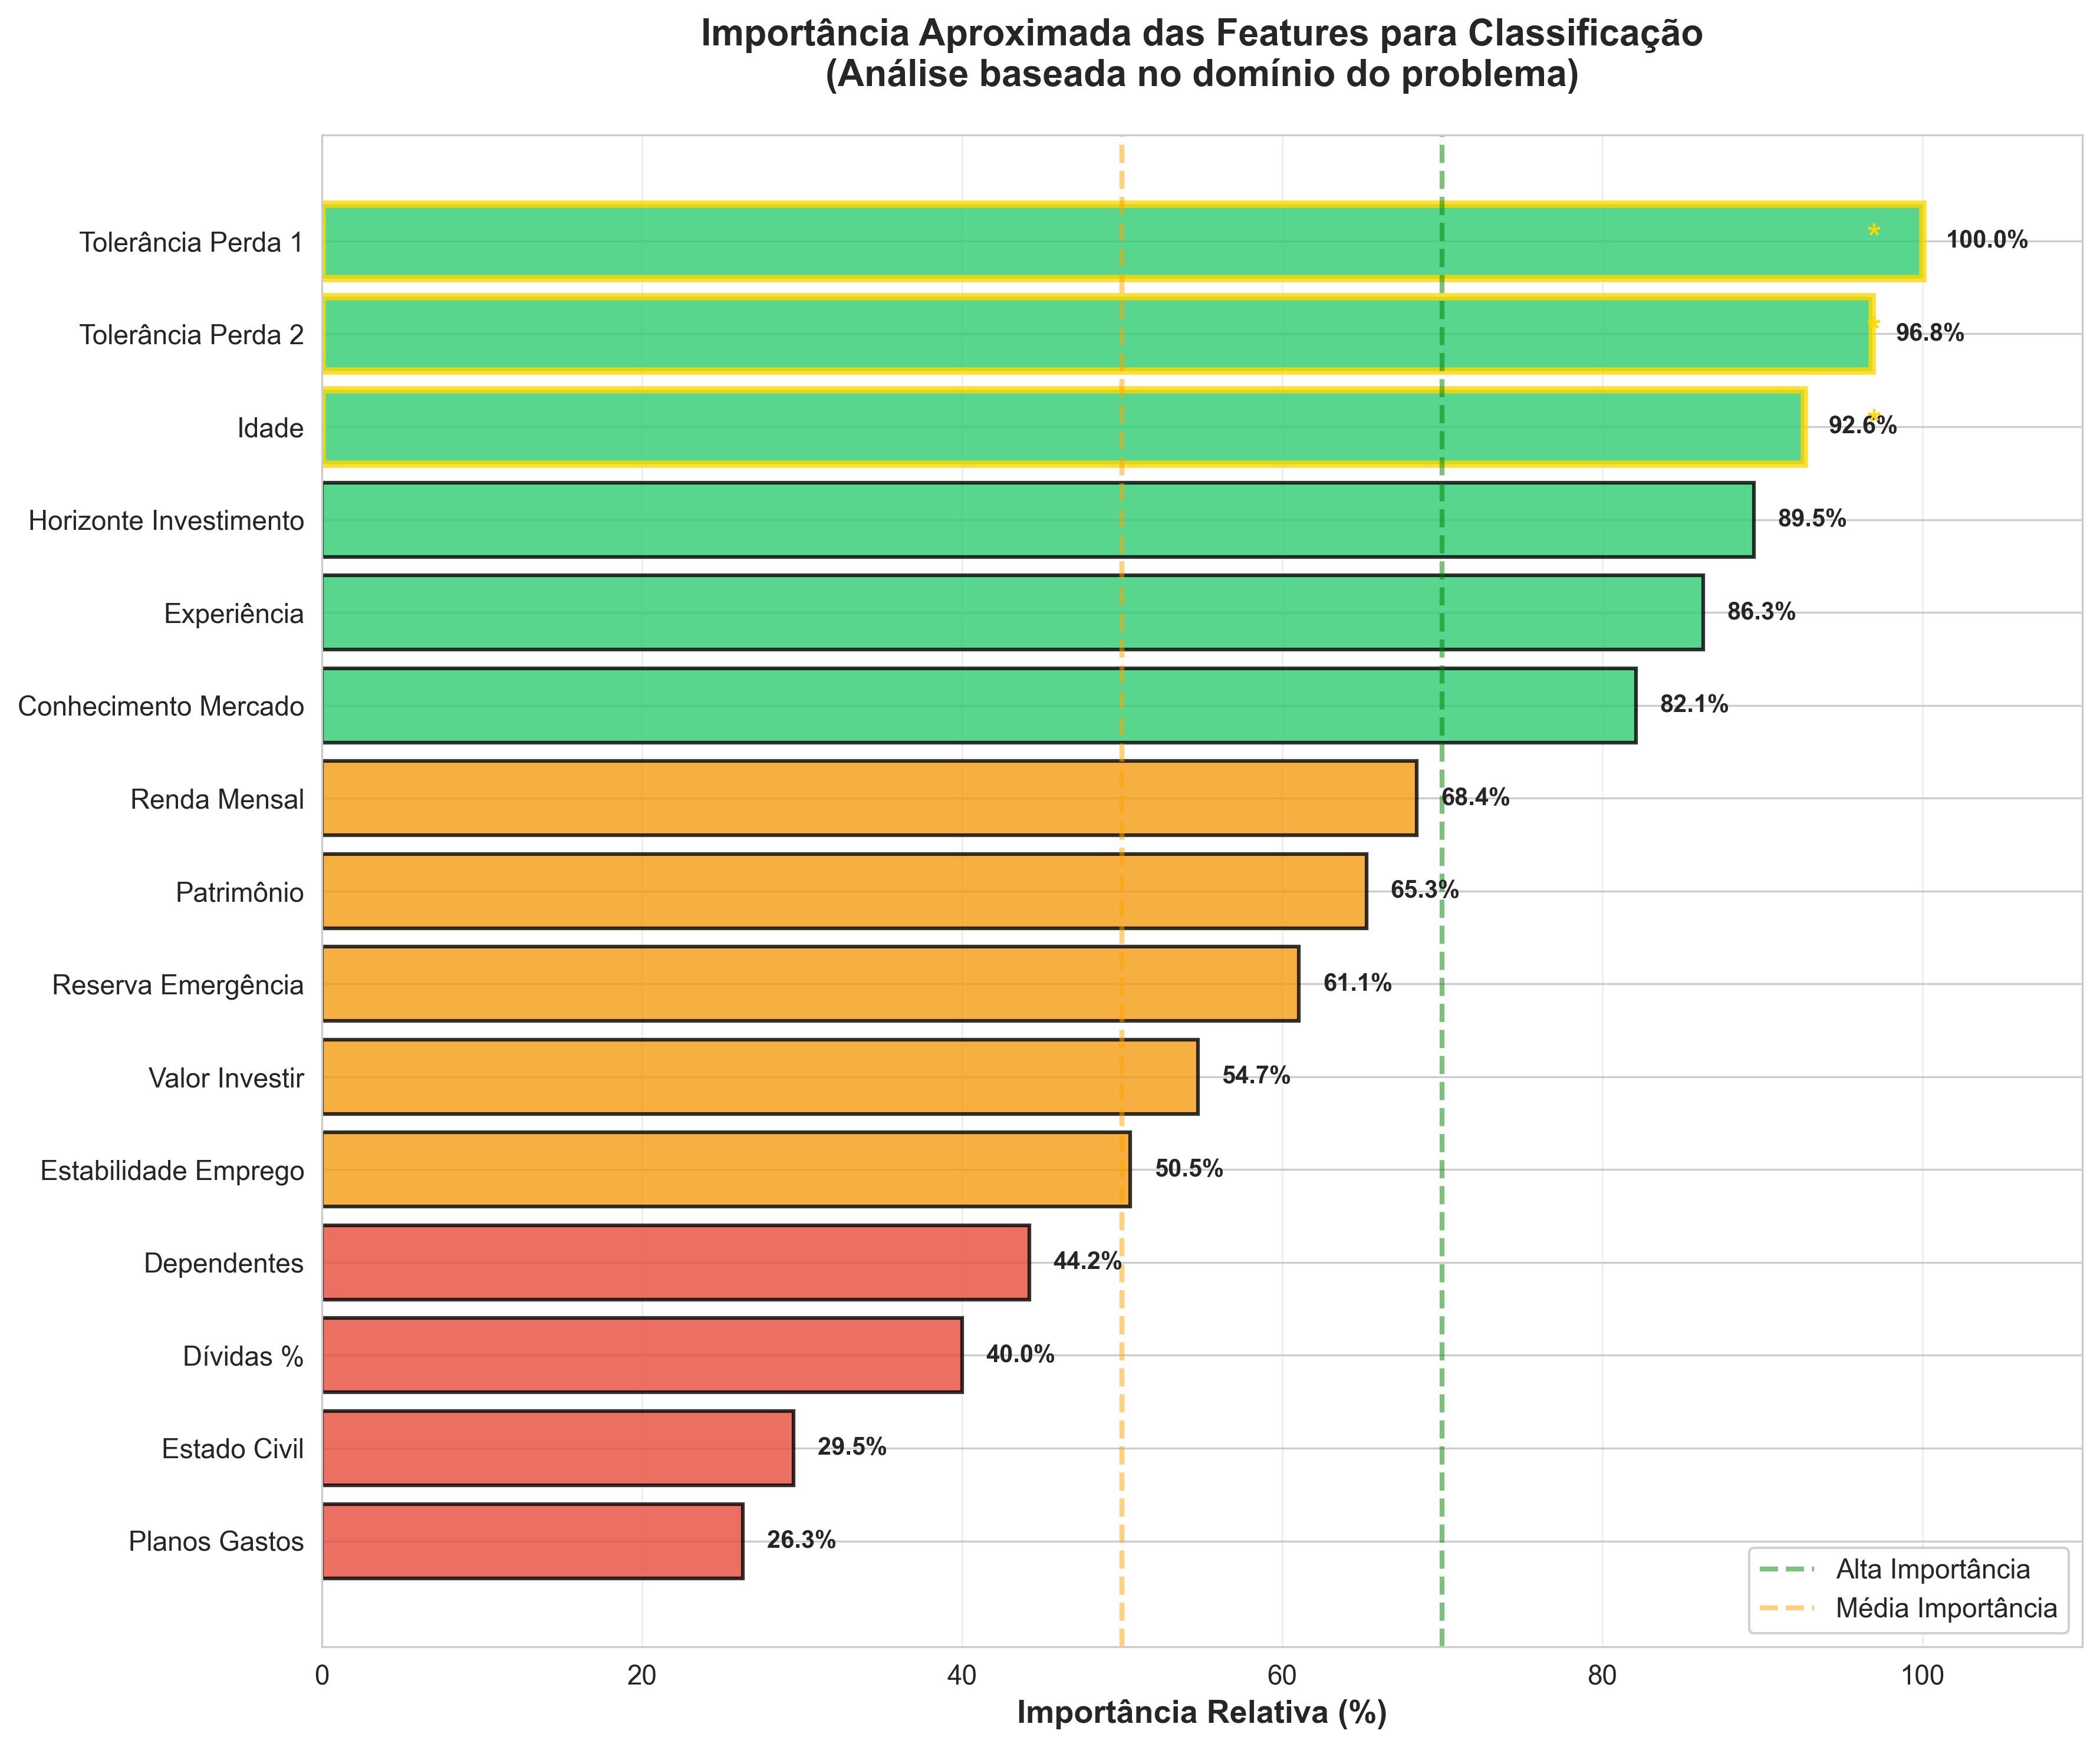 Importância Aproximada das Features para Classificação
(Análise baseada no domínio do problema)
Tolerância Perda 1
*
100.0%
Tolerância Perda 2
*
96.8%
Idade
*
92.6%
Horizonte Investimento
89.5%
Experiência
86.3%
Conhecimento Mercado
82.1%
Renda Mensal
68.4%
Patrimônio
65.3%
Reserva Emergência
61.1%
Valor Investir
54.7%
Estabilidade Emprego
50.5%
Dependentes
44.2%
Dívidas %
40.0%
Estado Civil
29.5%
Planos Gastos
26.3%
Alta Importância
Média Importância
0 20 40 60 80 100
Importância Relativa (%)